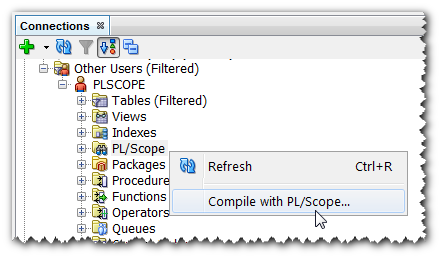 Connections
Other Users (Filtered)
PLSCOPE
Tables (Filtered)
Views
Indexes
PL/Scope
Packages
Refresh Ctrl+R
Procedure
Functions
Compile with PL/Scope...
Operators
Queues